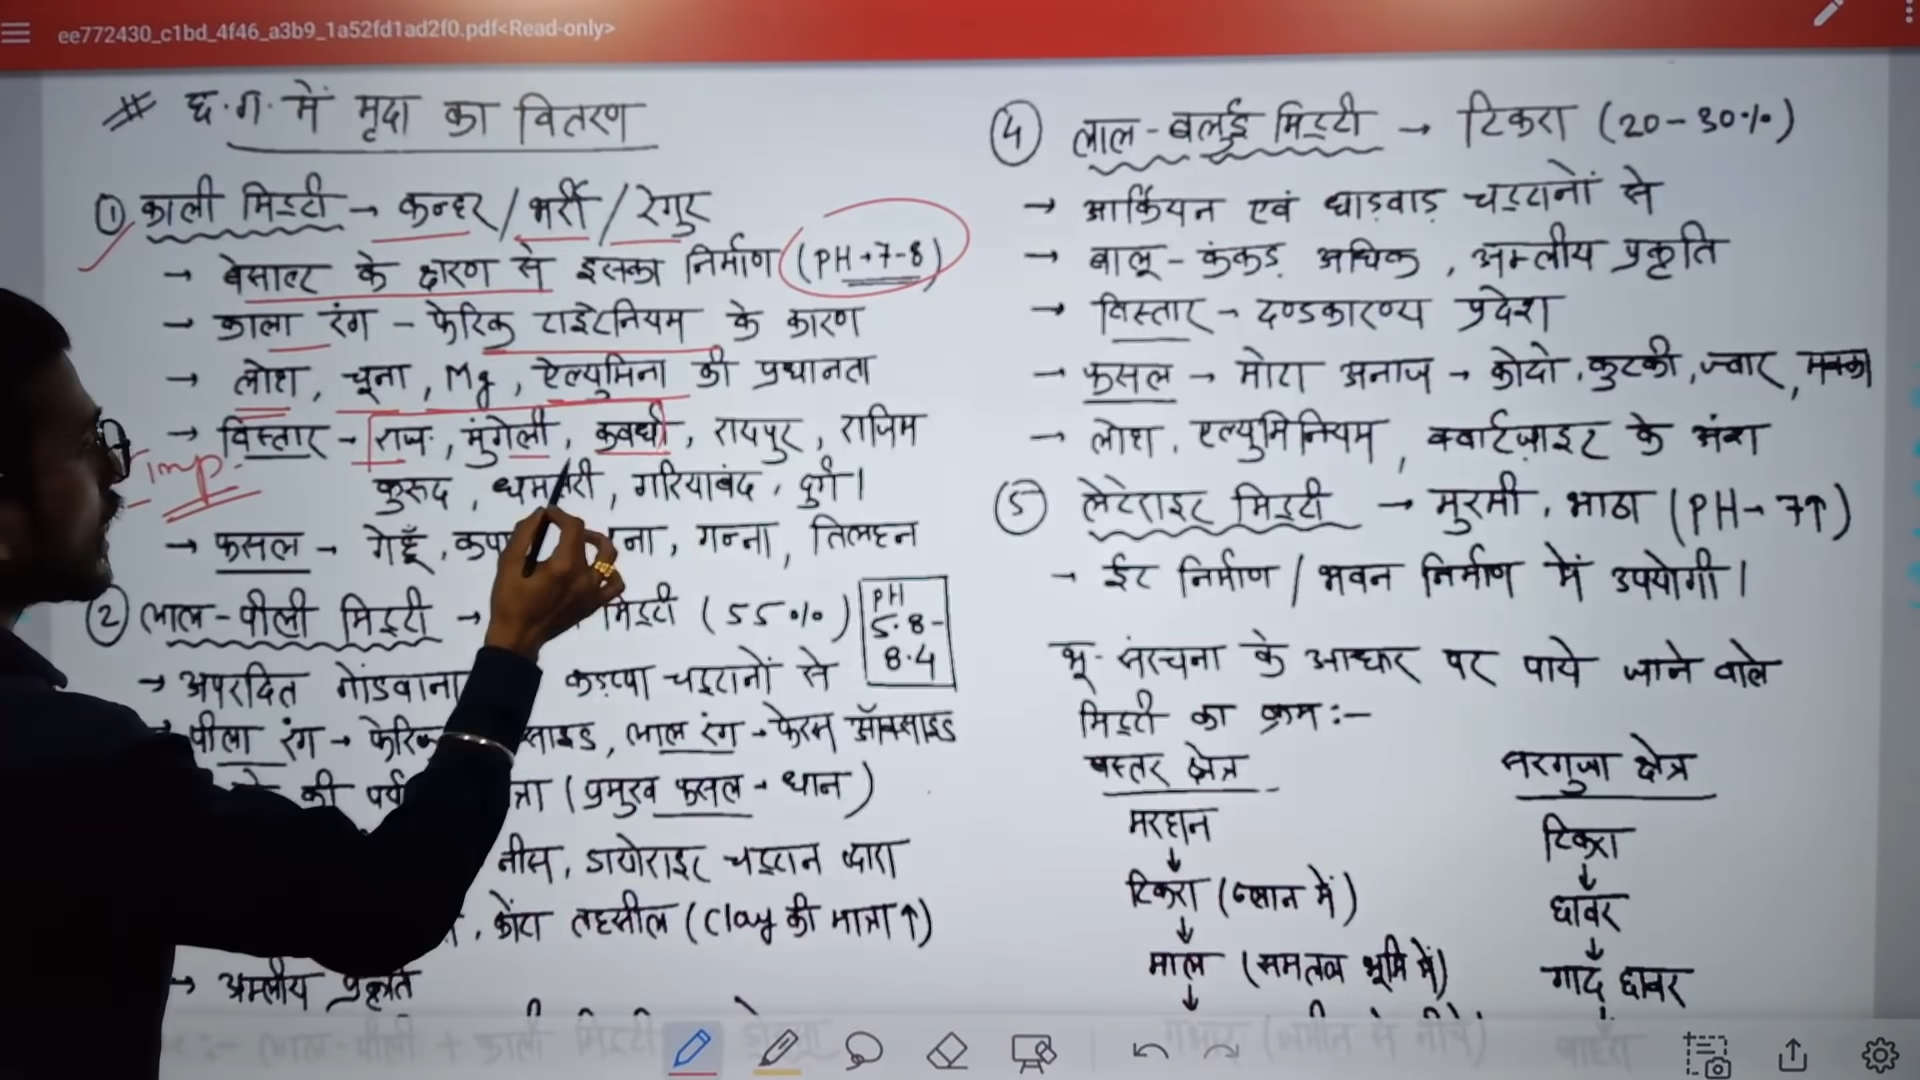 ee772430_c1bd_4f46_a3b9_1a52fd1ad2f0.pdf<Read-only>
# छ.ग. में मृदा का वितरण
① काली मिट्टी → कन्हर / भर्री / रेगुर
→ बेसाल्ट के क्षरण से इसका निर्माण (PH → 7-8)
→ काला रंग - फेरिक टाइटेनियम के कारण
→ लोहा, चूना, Mg, ऐल्युमिना की प्रधानता
→ विस्तार - राज., मुंगेली, कवर्धा, रायपुर, राजिम
Imp.
कुरूद, धमतरी, गरियाबंद, दुर्ग।
→ फसल - गेहूँ, गन्ना, तिलहन
② लाल-पीली मिट्टी → मिट्टी (55%)
PH
5.8-
8.4
→ अपरदित गोंडवाना कड़प्पा चट्टानों से
पीला रंग → लाल रंग - फेरस ऑक्साइड
की (प्रमुख फसल - धान)
नीस, डायोराइट चट्टान द्वारा
, कोंटा तहसील (Clay की मात्रा ↑)
→ अम्लीय प्रकृति
④ लाल-बलुई मिट्टी → टिकरा (20-30%)
→ आर्कियन एवं धाड़वाड़ चट्टानों से
→ बालू-कंकड़ अधिक, अम्लीय प्रकृति
→ विस्तार - दण्डकारण्य प्रदेश
→ फसल → मोटा अनाज → कोदो, कुटकी, ज्वार, मक्का
→ लोहा, एल्युमिनियम, क्वार्टज़ाइट के अंश
⑤ लेटेराइट मिट्टी → मुरमी, भाठा (PH → 7↑)
→ ईंट निर्माण / भवन निर्माण में उपयोगी।
भू-संरचना के आधार पर पाये जाने वाले
मिट्टी का क्रम :-
बस्तर क्षेत्र
मरहान
↓
टिकरा (ढलान में)
↓
माल (समतल भूमि में)
↓
सरगुजा क्षेत्र
टिकरा
↓
छावर
↓
गाद छावर